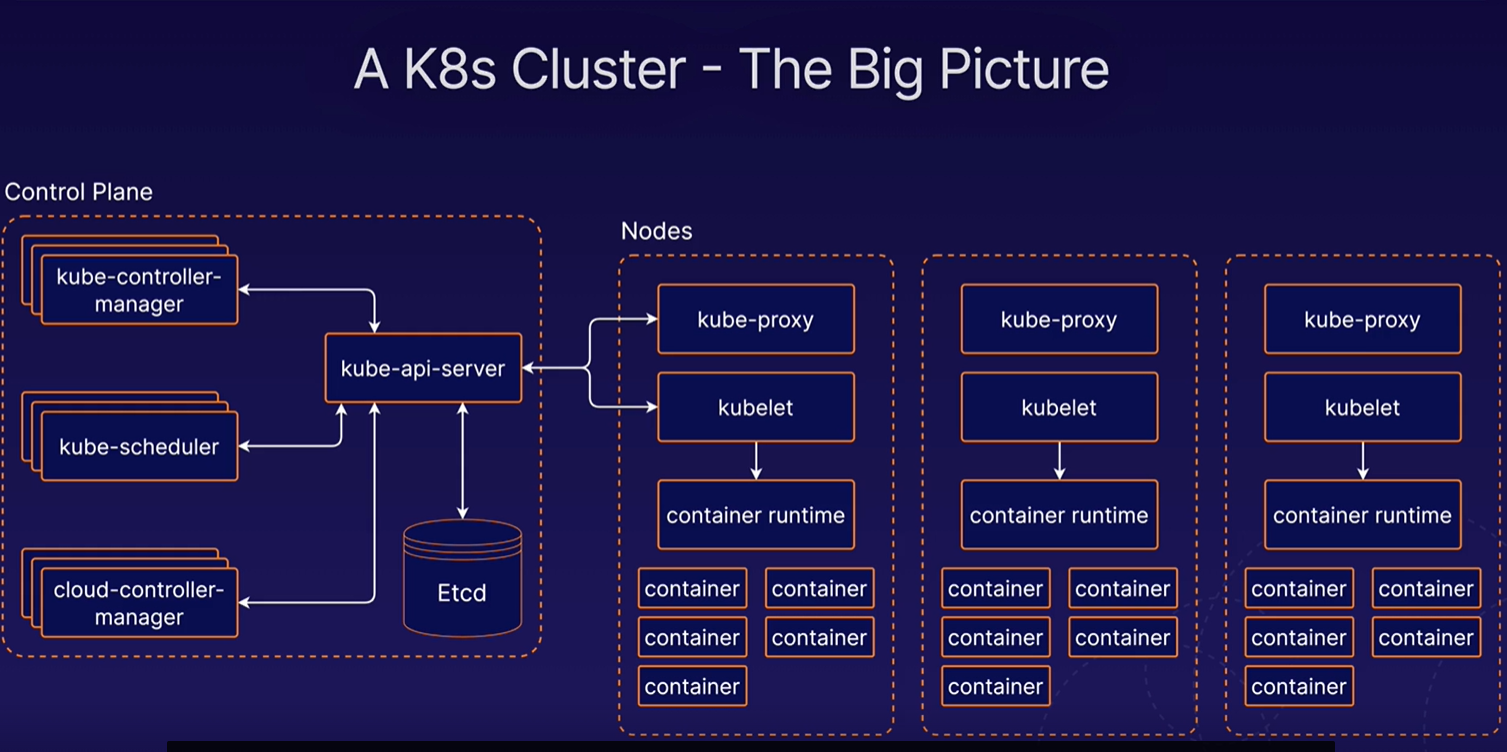 A K8s Cluster - The Big Picture
Control Plane
kube-controller-
manager
kube-api-server
kube-scheduler
cloud-controller-
manager
Etcd
Nodes
kube-proxy
kubelet
container runtime
container container
container container
container
kube-proxy
kubelet
container runtime
container container
container container
container
kube-proxy
kubelet
container runtime
container container
container container
container